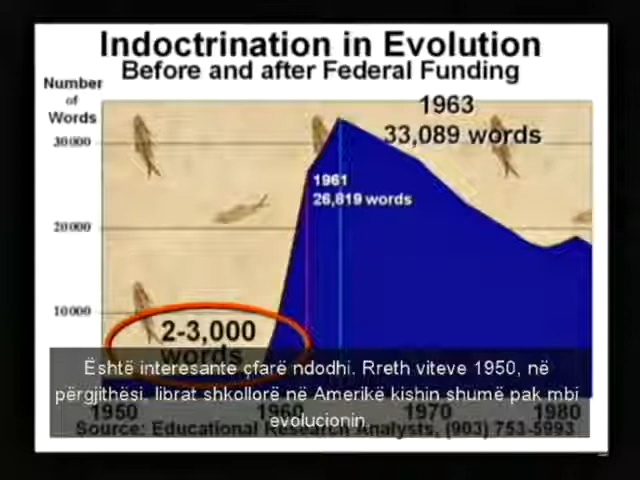 Indoctrination in Evolution
Before and after Federal Funding
Number
of
Words
1963
33,089 words
30000
1961
26,819 words
20000
10000
2-3,000
words
Është interesante çfarë ndodhi. Rreth viteve 1950, në
përgjithësi, librat shkollorë në Amerikë kishin shumë pak mbi
evolucionin.
1950 1960 1970 1980
Source: Educational Research Analysts, (903) 753-5993